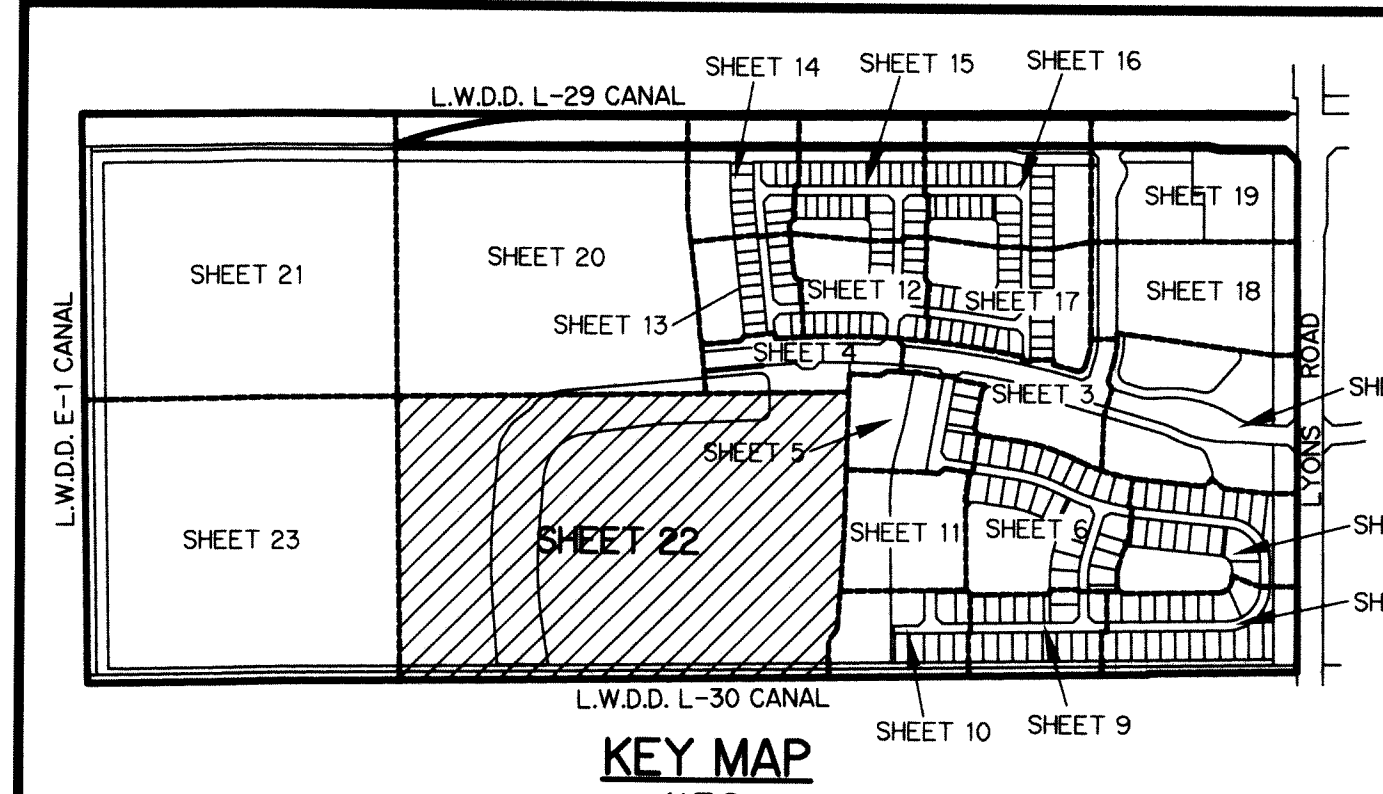 SHEET 14
SHEET 15
SHEET 16
L.W.D.D. L-29 CANAL
SHEET 19
SHEET 20
SHEET 21
SHEET 12
SHEET 17
SHEET 18
SHEET 13
SHEET 4
L.W.D.D. E-1 CANAL
LYONS ROAD
SHEET 3
SHEET 5
SHEET 23
SHEET 22
SHEET 11
SHEET 6
L.W.D.D. L-30 CANAL
SHEET 10
SHEET 9
KEY MAP